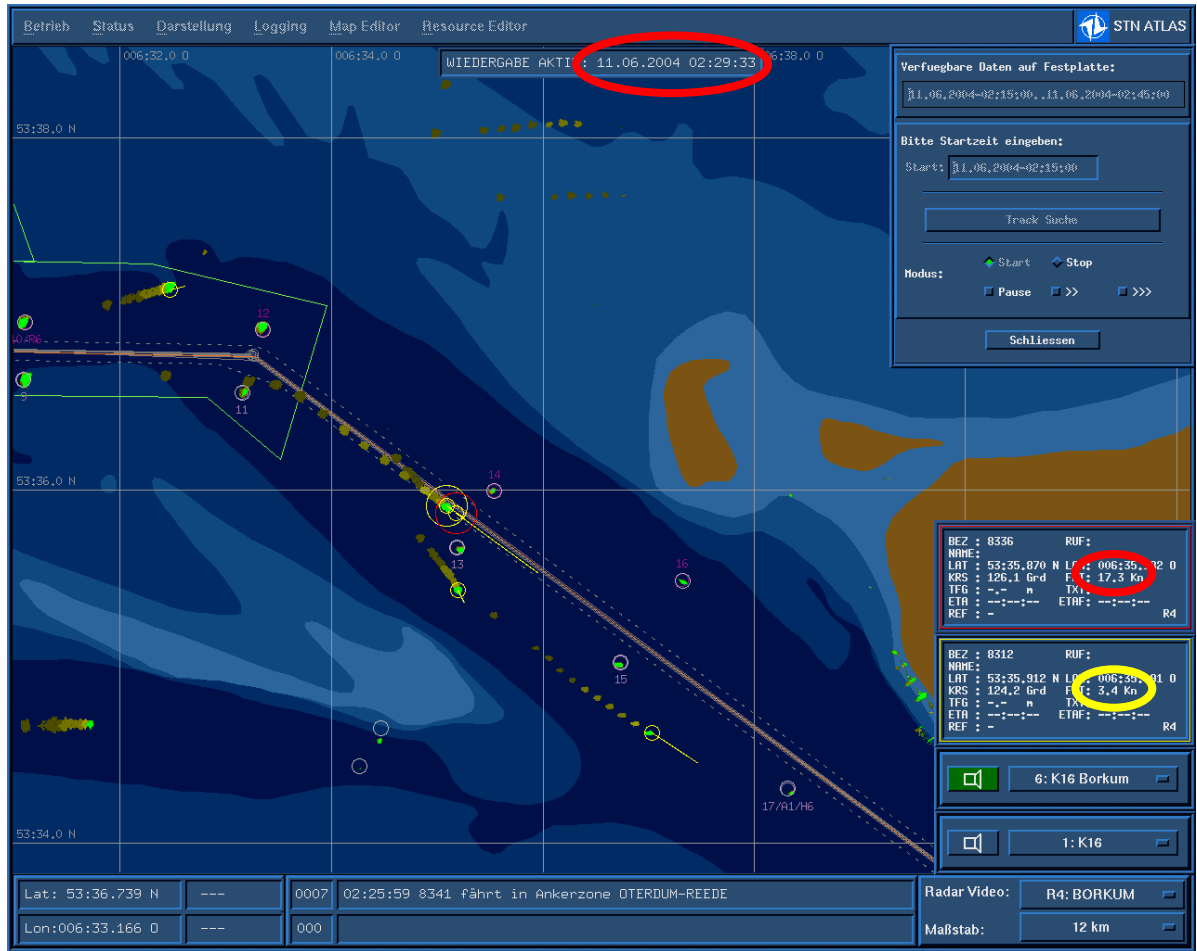 Betrieb Status Darstellung Logging Map Editor Resource Editor
STN ATLAS
006:32.0 O 006:34.0 O 06:38.0 O
WIEDERGABE AKTIV: 11.06.2004 02:29:33
Verfuegbare Daten auf Festplatte:
11.06.2004-02:15:00..11.06.2004-02:45:00
Bitte Startzeit eingeben:
Start: 11.06.2004-02:15:00
Track Suche
Modus: Start Stop
Pause >> >>>
Schliessen
53:38.0 N
12
9
11
53:36.0 N
14
13
16
15
17/A1/H6
53:34.0 N
BEZ : 8336 RUF:
NAME:
LAT : 53:35.870 N
KRS : 126.1 Grd 17.3 Kn
TFG : -.- m
ETA : --:--:-- ETAF: --:--:--
REF : - R4
BEZ : 8312 RUF:
NAME:
LAT : 53:35.912 N
KRS : 124.2 Grd 3.4 Kn
TFG : -.- m
ETA : --:--:-- ETAF: --:--:--
REF : - R4
6: K16 Borkum
1: K16
Lat: 53:36.739 N --- 0007 02:25:59 8341 fährt in Ankerzone OTERDUM-REEDE
Lon:006:33.166 O --- 000
Radar Video: R4: BORKUM
Maßstab: 12 km